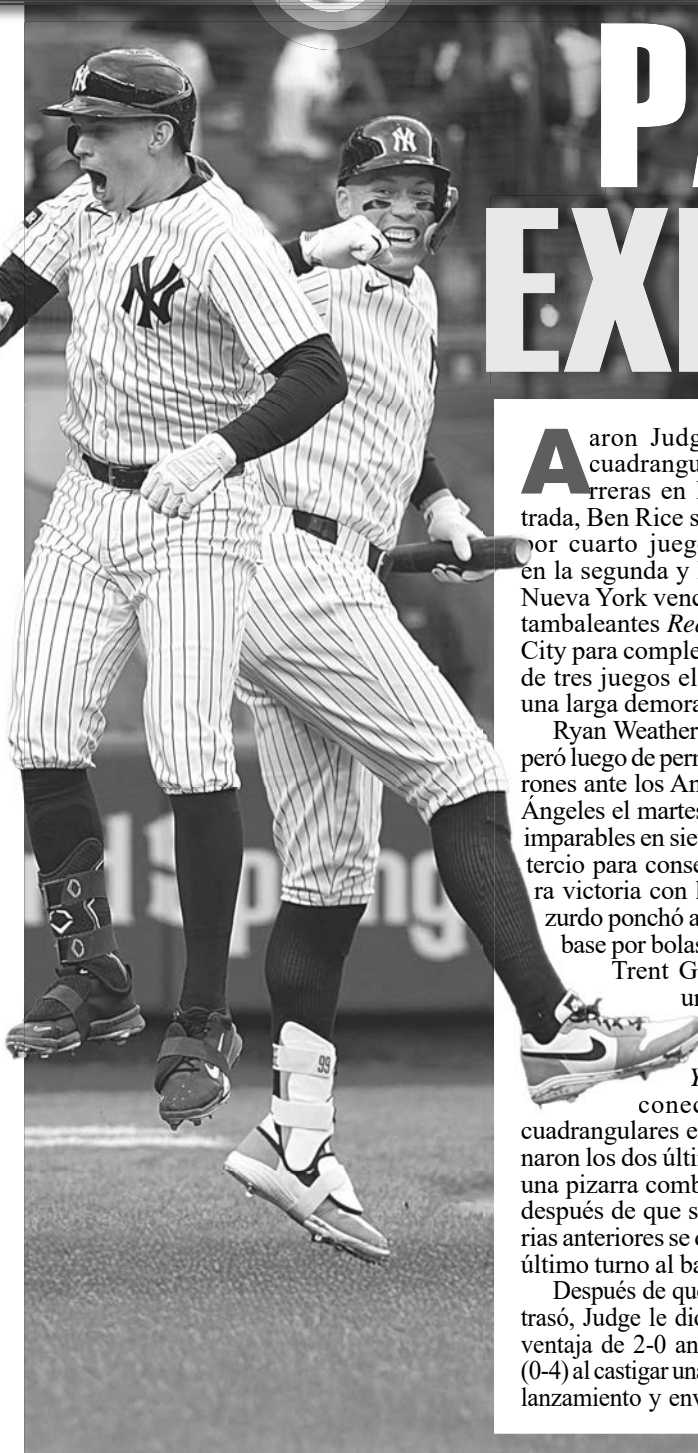 P
EX
Aaron Judg
cuadrangu
rreras en
trada, Ben Rice s
por cuarto jueg
en la segunda y
Nueva York venc
tambaleantes Re
City para comple
de tres juegos el
una larga demora
Ryan Weather
peró luego de perm
rones ante los An
Ángeles el martes
imparables en sie
tercio para conse
ra victoria con
zurdo ponchó a
base por bolas
Trent G
un
Y
conec
cuadrangulares e
naron los dos últi
una pizarra comb
después de que s
rias anteriores se
último turno al ba
Después de que
trasó, Judge le dio
ventaja de 2-0 an
(0-4) al castigar una
lanzamiento y env
NY
NY
99
d Spring